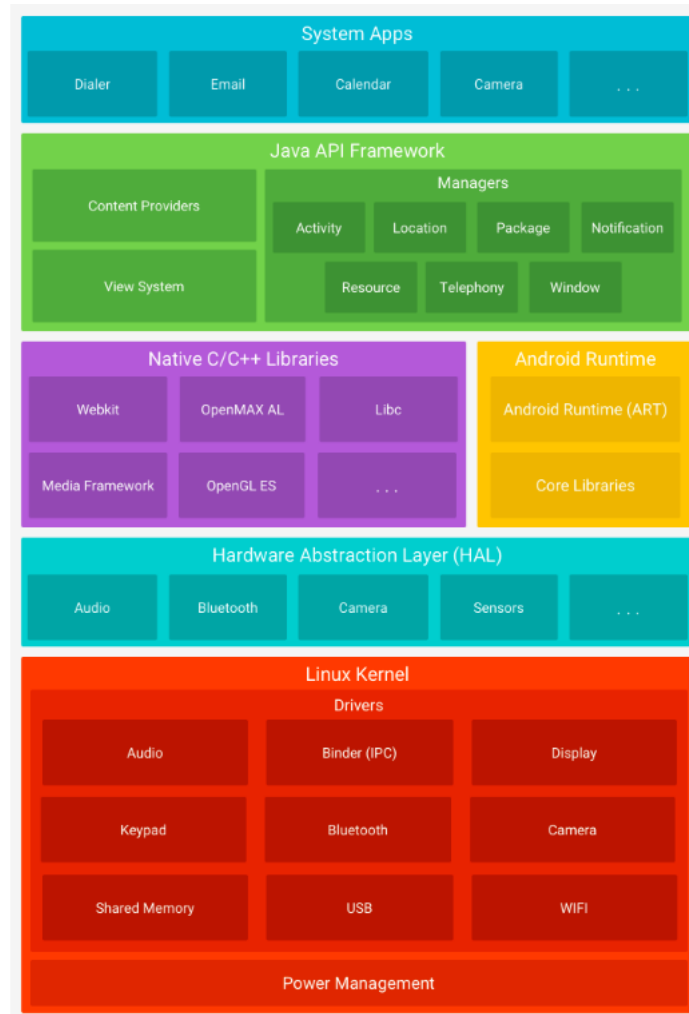 System Apps
Dialer Email Calendar Camera . . .
Java API Framework
Content Providers
View System
Managers
Activity Location Package Notification
Resource Telephony Window
Native C/C++ Libraries
Webkit OpenMAX AL Libc
Media Framework OpenGL ES . . .
Android Runtime
Android Runtime (ART)
Core Libraries
Hardware Abstraction Layer (HAL)
Audio Bluetooth Camera Sensors . . .
Linux Kernel
Drivers
Audio Binder (IPC) Display
Keypad Bluetooth Camera
Shared Memory USB WIFI
Power Management